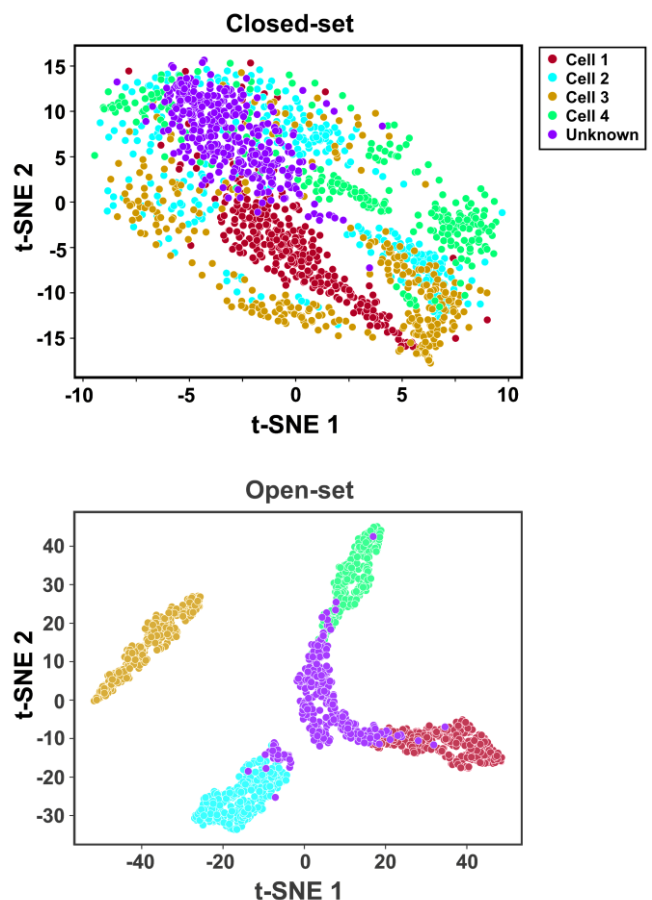 Closed-set
15
10
5
0
-5
-10
-15
t-SNE 2
-10 -5 0 5 10
t-SNE 1
Cell 1
Cell 2
Cell 3
Cell 4
Unknown
Open-set
40
30
20
10
0
-10
-20
-30
t-SNE 2
-40 -20 0 20 40
t-SNE 1